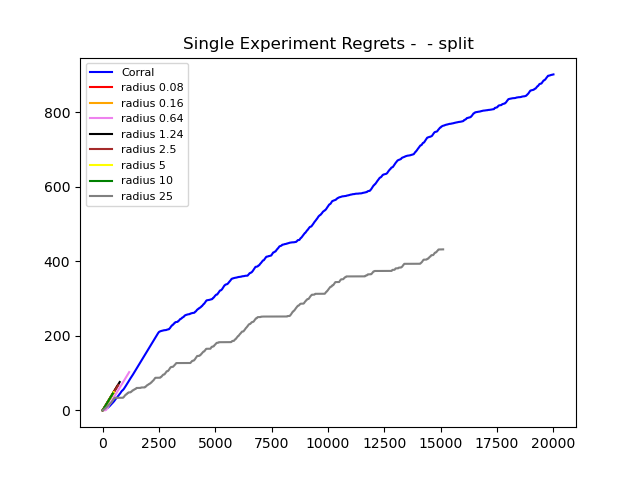 Single Experiment Regrets -  - split
Corral
radius 0.08
radius 0.16
radius 0.64
radius 1.24
radius 2.5
radius 5
radius 10
radius 25
800
600
400
200
0
0 2500 5000 7500 10000 12500 15000 17500 20000